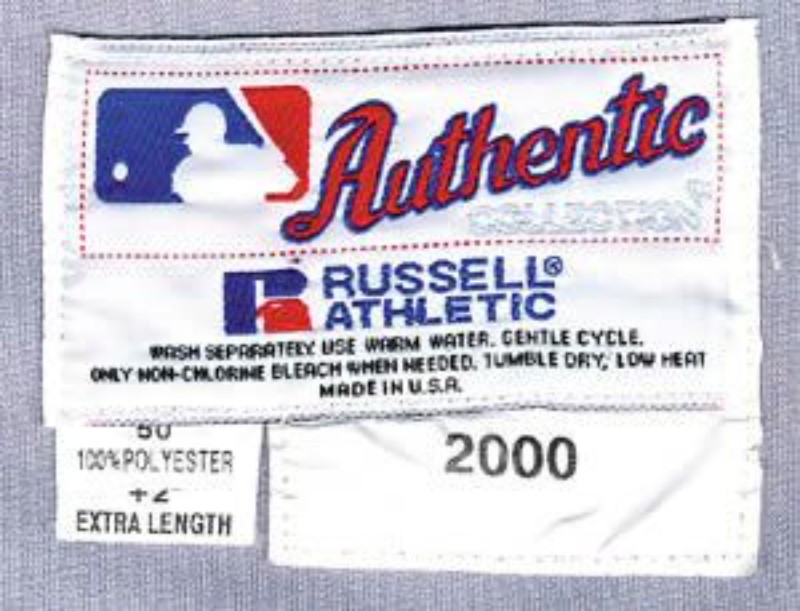 Authentic
COLLECTION
RUSSELL®
ATHLETIC
WASH SEPARATELY. USE WARM WATER. GENTLE CYCLE.
ONLY NON-CHLORINE BLEACH WHEN NEEDED. TUMBLE DRY, LOW HEAT
MADE IN U.S.A.
50
100% POLYESTER
+2
EXTRA LENGTH
2000